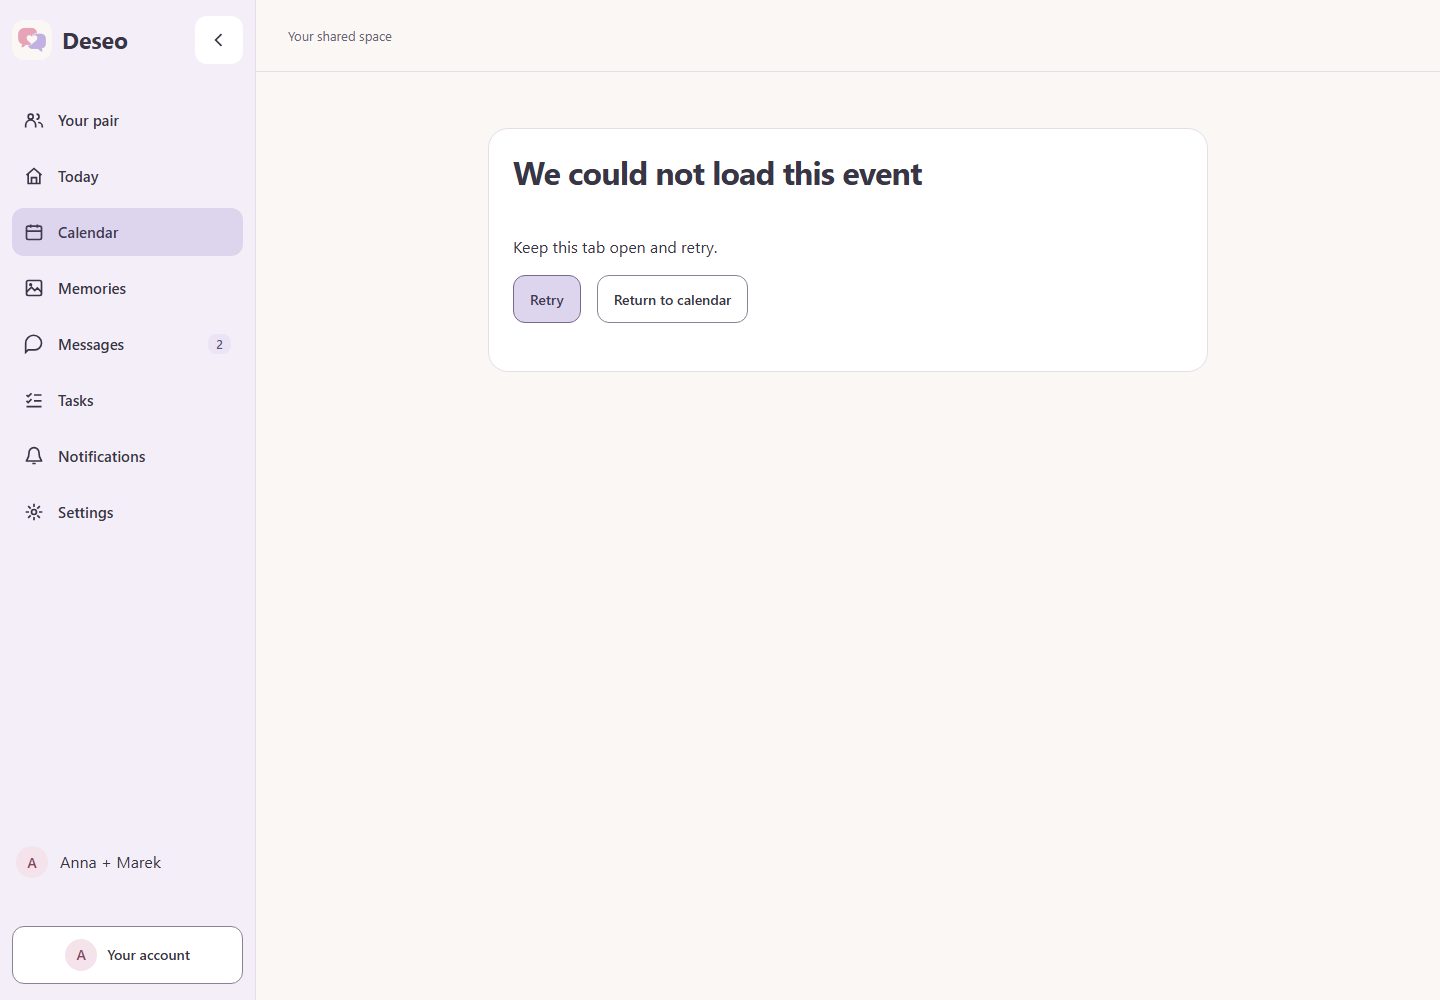 Deseo
Your pair
Today
Calendar
Memories
Messages 2
Tasks
Notifications
Settings
A Anna + Marek
A Your account
Your shared space
We could not load this event
Keep this tab open and retry.
Retry Return to calendar